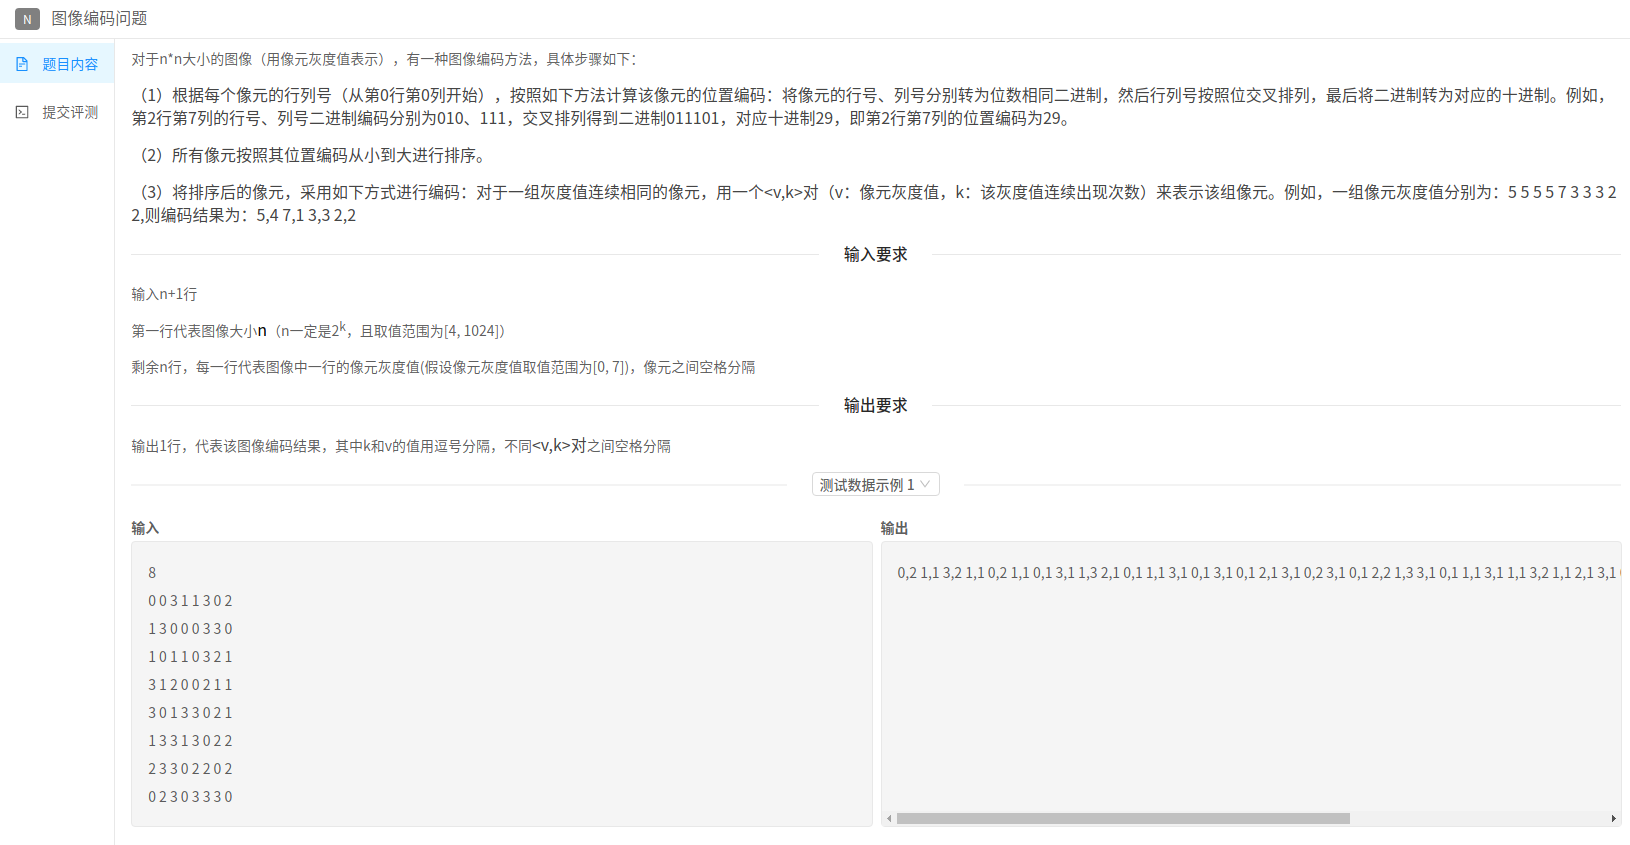 N 图像编码问题
题目内容
提交评测
对于n*n大小的图像（用像元灰度值表示），有一种图像编码方法，具体步骤如下：
（1）根据每个像元的行列号（从第0行第0列开始），按照如下方法计算该像元的位置编码：将像元的行号、列号分别转为位数相同二进制，然后行列号按照位交叉排列，最后将二进制转为对应的十进制。例如，
第2行第7列的行号、列号二进制编码分别为010、111，交叉排列得到二进制011101，对应十进制29，即第2行第7列的位置编码为29。
（2）所有像元按照其位置编码从小到大进行排序。
（3）将排序后的像元，采用如下方式进行编码：对于一组灰度值连续相同的像元，用一个<v,k>对（v：像元灰度值，k：该灰度值连续出现次数）来表示该组像元。例如，一组像元灰度值分别为：5 5 5 5 5 7 3 3 3 2
2,则编码结果为：5,4 7,1 3,3 2,2
输入要求
输入n+1行
第一行代表图像大小n（n一定是2k，且取值范围为[4, 1024]）
剩余n行，每一行代表图像中一行的像元灰度值(假设像元灰度值取值范围为[0, 7])，像元之间空格分隔
输出要求
输出1行，代表该图像编码结果，其中k和v的值用逗号分隔，不同<v,k>对之间空格分隔
测试数据示例 1
输入
8
0 0 3 1 1 3 0 2
1 3 0 0 0 3 3 0
1 0 1 1 0 3 2 1
3 1 2 0 0 2 1 1
3 0 1 3 3 0 2 1
1 3 3 1 3 0 2 2
2 3 3 0 2 2 0 2
0 2 3 0 3 3 3 0
输出
0,2 1,1 3,2 1,1 0,2 1,1 0,1 3,1 1,3 2,1 0,1 1,1 3,1 0,1 3,1 0,1 2,1 3,1 0,2 3,1 0,1 2,2 1,3 3,1 0,1 1,1 3,1 1,1 3,2 1,1 2,1 3,1